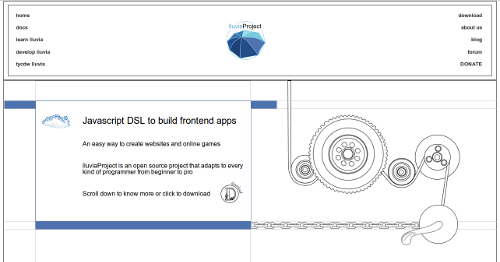 home
docs
learn lluvia
develop lluvia
tycdw lluvia
lluviaProject
download
about us
blog
forum
DONATE
Javascript DSL to build frontend apps
An easy way to create websites and online games
lluviaProject is an open source project that adapts to every
kind of programmer from beginner to pro
Scroll down to know more or click to download